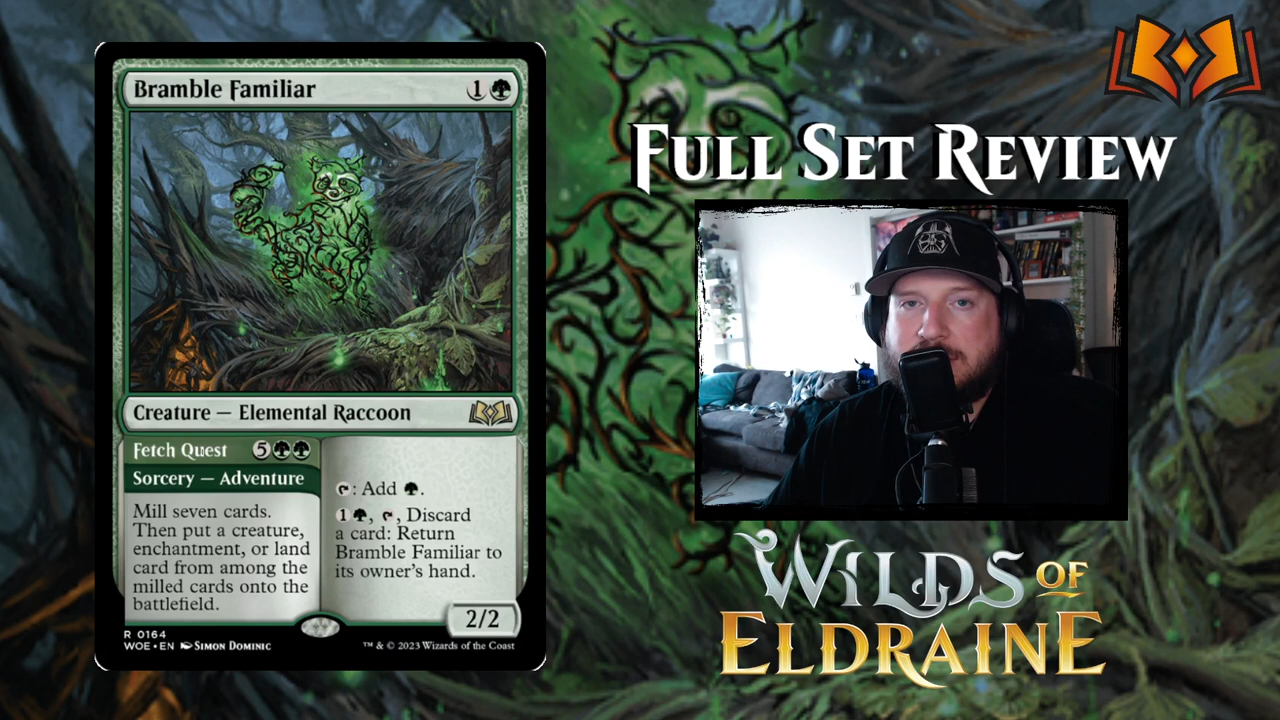 Bramble Familiar 1
FULL SET REVIEW
Creature — Elemental Raccoon
Fetch Quest 5
Sorcery — Adventure
Mill seven cards.
Then put a creature,
enchantment, or land
card from among the
milled cards onto the
battlefield.
: Add .
1 , , Discard
a card: Return
Bramble Familiar to
its owner's hand.
2/2
R 0164
WOE • EN SIMON DOMINIC
™ & © 2023 Wizards of the Coast
WILDS OF
ELDRAINE